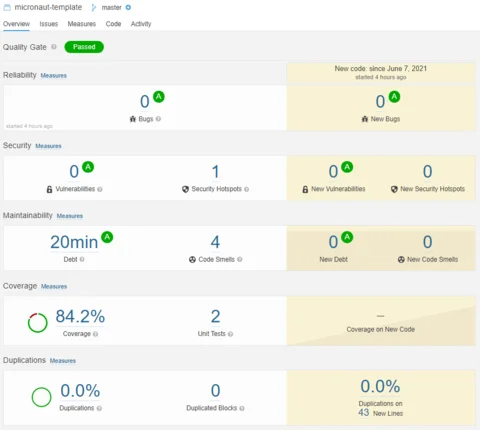 micronaut-template master
Overview Issues Measures Code Activity
Quality Gate Passed
New code: since June 7, 2021
Reliability Measures
started 4 hours ago
0 A
Bugs
started 4 hours ago
0 A
New Bugs
Security Measures
0 A 1 0 A 0
Vulnerabilities Security Hotspots New Vulnerabilities New Security Hotspots
Maintainability Measures
20min A 4 0 A 0
Debt Code Smells New Debt New Code Smells
Coverage Measures
84.2% 2 —
Coverage Unit Tests Coverage on New Code
Duplications Measures
0.0% 0 0.0%
Duplications Duplicated Blocks Duplications on
43 New Lines